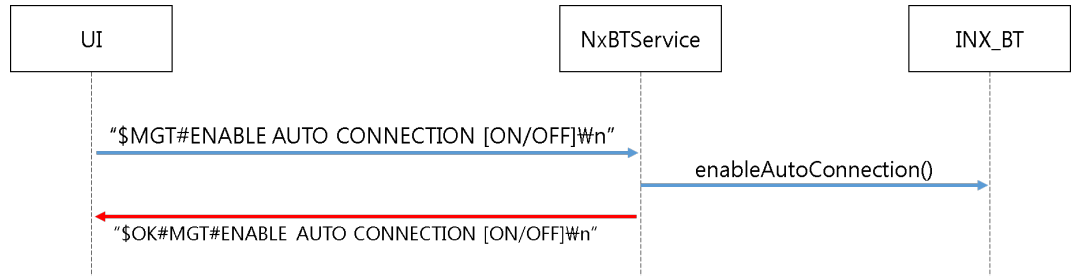 UI
NxBTService
INX_BT
“$MGT#ENABLE AUTO CONNECTION [ON/OFF]₩n”
enableAutoConnection()
“$OK#MGT#ENABLE AUTO CONNECTION [ON/OFF]₩n”